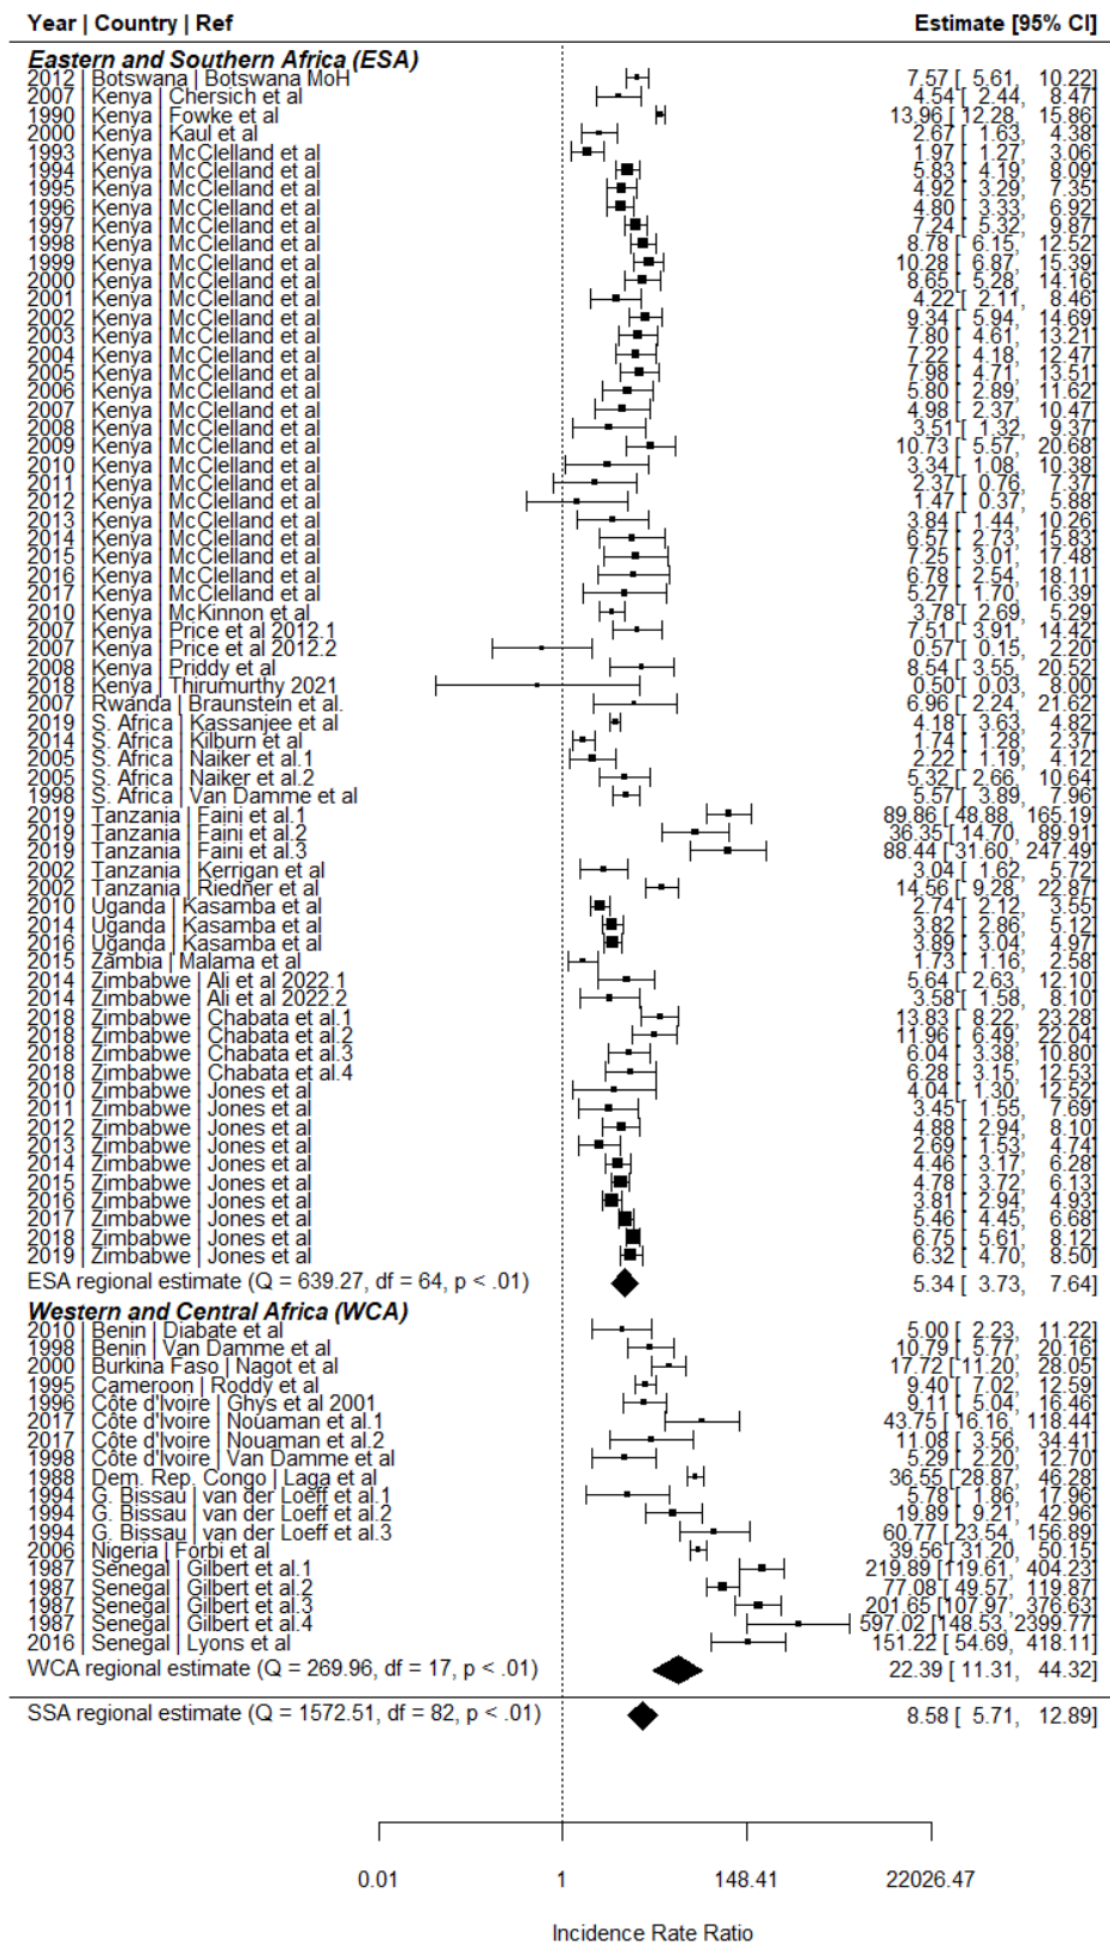 Year | Country | Ref Estimate [95% CI]
Eastern and Southern Africa (ESA)
2012 | Botswana | Botswana MoH 7.57 [ 5.61, 10.22]
2007 | Kenya | Chersich et al 4.54 [ 2.44, 8.47]
1990 | Kenya | Fowke et al 13.96 [ 12.28, 15.86]
2000 | Kenya | Kaul et al 2.67 [ 1.63, 4.38]
1993 | Kenya | McClelland et al 1.97 [ 1.27, 3.06]
1994 | Kenya | McClelland et al 5.83 [ 4.19, 8.09]
1995 | Kenya | McClelland et al 4.92 [ 3.29, 7.35]
1996 | Kenya | McClelland et al 4.80 [ 3.33, 6.92]
1997 | Kenya | McClelland et al 7.24 [ 5.32, 9.87]
1998 | Kenya | McClelland et al 8.78 [ 6.15, 12.52]
1999 | Kenya | McClelland et al 10.28 [ 6.87, 15.39]
2000 | Kenya | McClelland et al 8.65 [ 5.28, 14.16]
2001 | Kenya | McClelland et al 4.22 [ 2.11, 8.46]
2002 | Kenya | McClelland et al 9.34 [ 5.94, 14.69]
2003 | Kenya | McClelland et al 7.80 [ 4.61, 13.21]
2004 | Kenya | McClelland et al 7.22 [ 4.18, 12.47]
2005 | Kenya | McClelland et al 7.98 [ 4.71, 13.51]
2006 | Kenya | McClelland et al 5.80 [ 2.89, 11.62]
2007 | Kenya | McClelland et al 4.98 [ 2.37, 10.47]
2008 | Kenya | McClelland et al 3.51 [ 1.32, 9.37]
2009 | Kenya | McClelland et al 10.73 [ 5.57, 20.68]
2010 | Kenya | McClelland et al 3.34 [ 1.08, 10.38]
2011 | Kenya | McClelland et al 2.37 [ 0.76, 7.37]
2012 | Kenya | McClelland et al 1.47 [ 0.37, 5.88]
2013 | Kenya | McClelland et al 3.84 [ 1.44, 10.26]
2014 | Kenya | McClelland et al 6.57 [ 2.73, 15.83]
2015 | Kenya | McClelland et al 7.25 [ 3.01, 17.48]
2016 | Kenya | McClelland et al 6.78 [ 2.54, 18.11]
2017 | Kenya | McClelland et al 5.27 [ 1.70, 16.39]
2010 | Kenya | McKinnon et al 3.78 [ 2.69, 5.29]
2007 | Kenya | Price et al 2012.1 7.51 [ 3.91, 14.42]
2007 | Kenya | Price et al 2012.2 0.57 [ 0.15, 2.20]
2008 | Kenya | Priddy et al 8.54 [ 3.55, 20.52]
2018 | Kenya | Thirumurthy 2021 0.50 [ 0.03, 8.00]
2007 | Rwanda | Braunstein et al. 6.96 [ 2.24, 21.62]
2019 | S. Africa | Kassanjee et al 4.18 [ 3.63, 4.82]
2014 | S. Africa | Kilburn et al 1.74 [ 1.28, 2.37]
2005 | S. Africa | Naiker et al.1 2.22 [ 1.19, 4.12]
2005 | S. Africa | Naiker et al.2 5.32 [ 2.66, 10.64]
1998 | S. Africa | Van Damme et al 5.57 [ 3.89, 7.96]
2019 | Tanzania | Faini et al.1 89.86 [ 48.88, 165.19]
2019 | Tanzania | Faini et al.2 36.35 [ 14.70, 89.91]
2019 | Tanzania | Faini et al.3 88.44 [ 31.60, 247.49]
2002 | Tanzania | Kerrigan et al 3.04 [ 1.62, 5.72]
2002 | Tanzania | Riedner et al 14.56 [ 9.28, 22.87]
2010 | Uganda | Kasamba et al 2.74 [ 2.12, 3.55]
2014 | Uganda | Kasamba et al 3.82 [ 2.86, 5.12]
2016 | Uganda | Kasamba et al 3.89 [ 3.04, 4.97]
2015 | Zambia | Malama et al 1.73 [ 1.16, 2.58]
2014 | Zimbabwe | Ali et al 2022.1 5.64 [ 2.63, 12.10]
2014 | Zimbabwe | Ali et al 2022.2 3.58 [ 1.58, 8.10]
2018 | Zimbabwe | Chabata et al.1 13.83 [ 8.22, 23.28]
2018 | Zimbabwe | Chabata et al.2 11.96 [ 6.49, 22.04]
2018 | Zimbabwe | Chabata et al.3 6.04 [ 3.38, 10.80]
2018 | Zimbabwe | Chabata et al.4 6.28 [ 3.15, 12.53]
2010 | Zimbabwe | Jones et al 4.04 [ 1.30, 12.52]
2011 | Zimbabwe | Jones et al 3.45 [ 1.55, 7.69]
2012 | Zimbabwe | Jones et al 4.88 [ 2.94, 8.10]
2013 | Zimbabwe | Jones et al 2.69 [ 1.53, 4.74]
2014 | Zimbabwe | Jones et al 4.46 [ 3.17, 6.28]
2015 | Zimbabwe | Jones et al 4.78 [ 3.72, 6.13]
2016 | Zimbabwe | Jones et al 3.81 [ 2.94, 4.93]
2017 | Zimbabwe | Jones et al 5.46 [ 4.45, 6.68]
2018 | Zimbabwe | Jones et al 6.75 [ 5.61, 8.12]
2019 | Zimbabwe | Jones et al 6.32 [ 4.70, 8.50]
ESA regional estimate (Q = 639.27, df = 64, p < .01) 5.34 [ 3.73, 7.64]
Western and Central Africa (WCA)
2010 | Benin | Diabate et al 5.00 [ 2.23, 11.22]
1998 | Benin | Van Damme et al 10.79 [ 5.77, 20.16]
2000 | Burkina Faso | Nagot et al 17.72 [ 11.20, 28.05]
1995 | Cameroon | Roddy et al 9.40 [ 7.02, 12.59]
1996 | Côte d'Ivoire | Ghys et al 2001 9.11 [ 5.04, 16.46]
2017 | Côte d'Ivoire | Nouaman et al.1 43.75 [ 16.16, 118.44]
2017 | Côte d'Ivoire | Nouaman et al.2 11.08 [ 3.56, 34.41]
1998 | Côte d'Ivoire | Van Damme et al 5.29 [ 2.20, 12.70]
1988 | Dem. Rep. Congo | Laga et al 36.55 [ 28.87, 46.28]
1994 | G. Bissau | van der Loeff et al.1 5.78 [ 1.86, 17.96]
1994 | G. Bissau | van der Loeff et al.2 19.89 [ 9.21, 42.96]
1994 | G. Bissau | van der Loeff et al.3 60.77 [ 23.54, 156.89]
2006 | Nigeria | Forbi et al 39.56 [ 31.20, 50.15]
1987 | Senegal | Gilbert et al.1 219.89 [119.61, 404.23]
1987 | Senegal | Gilbert et al.2 77.08 [ 49.57, 119.87]
1987 | Senegal | Gilbert et al.3 201.65 [107.97, 376.63]
1987 | Senegal | Gilbert et al.4 597.02 [148.53, 2399.77]
2016 | Senegal | Lyons et al 151.22 [ 54.69, 418.11]
WCA regional estimate (Q = 269.96, df = 17, p < .01) 22.39 [ 11.31, 44.32]
SSA regional estimate (Q = 1572.51, df = 82, p < .01) 8.58 [ 5.71, 12.89]
0.01 1 148.41 22026.47
Incidence Rate Ratio